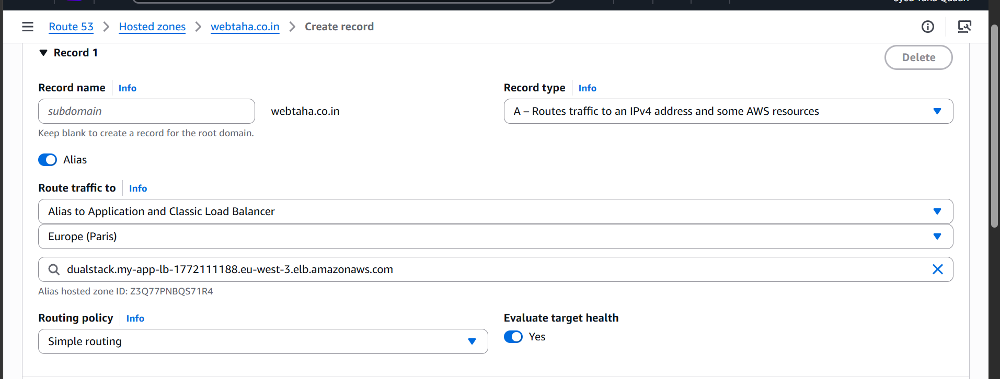 Route 53 > Hosted zones > webtaha.co.in > Create record
Record 1
Delete
Record name Info
subdomain
webtaha.co.in
Keep blank to create a record for the root domain.
Record type Info
A – Routes traffic to an IPv4 address and some AWS resources
Alias
Route traffic to Info
Alias to Application and Classic Load Balancer
Europe (Paris)
dualstack.my-app-lb-1772111188.eu-west-3.elb.amazonaws.com
Alias hosted zone ID: Z3Q77PNBQS71R4
Routing policy Info
Simple routing
Evaluate target health
Yes